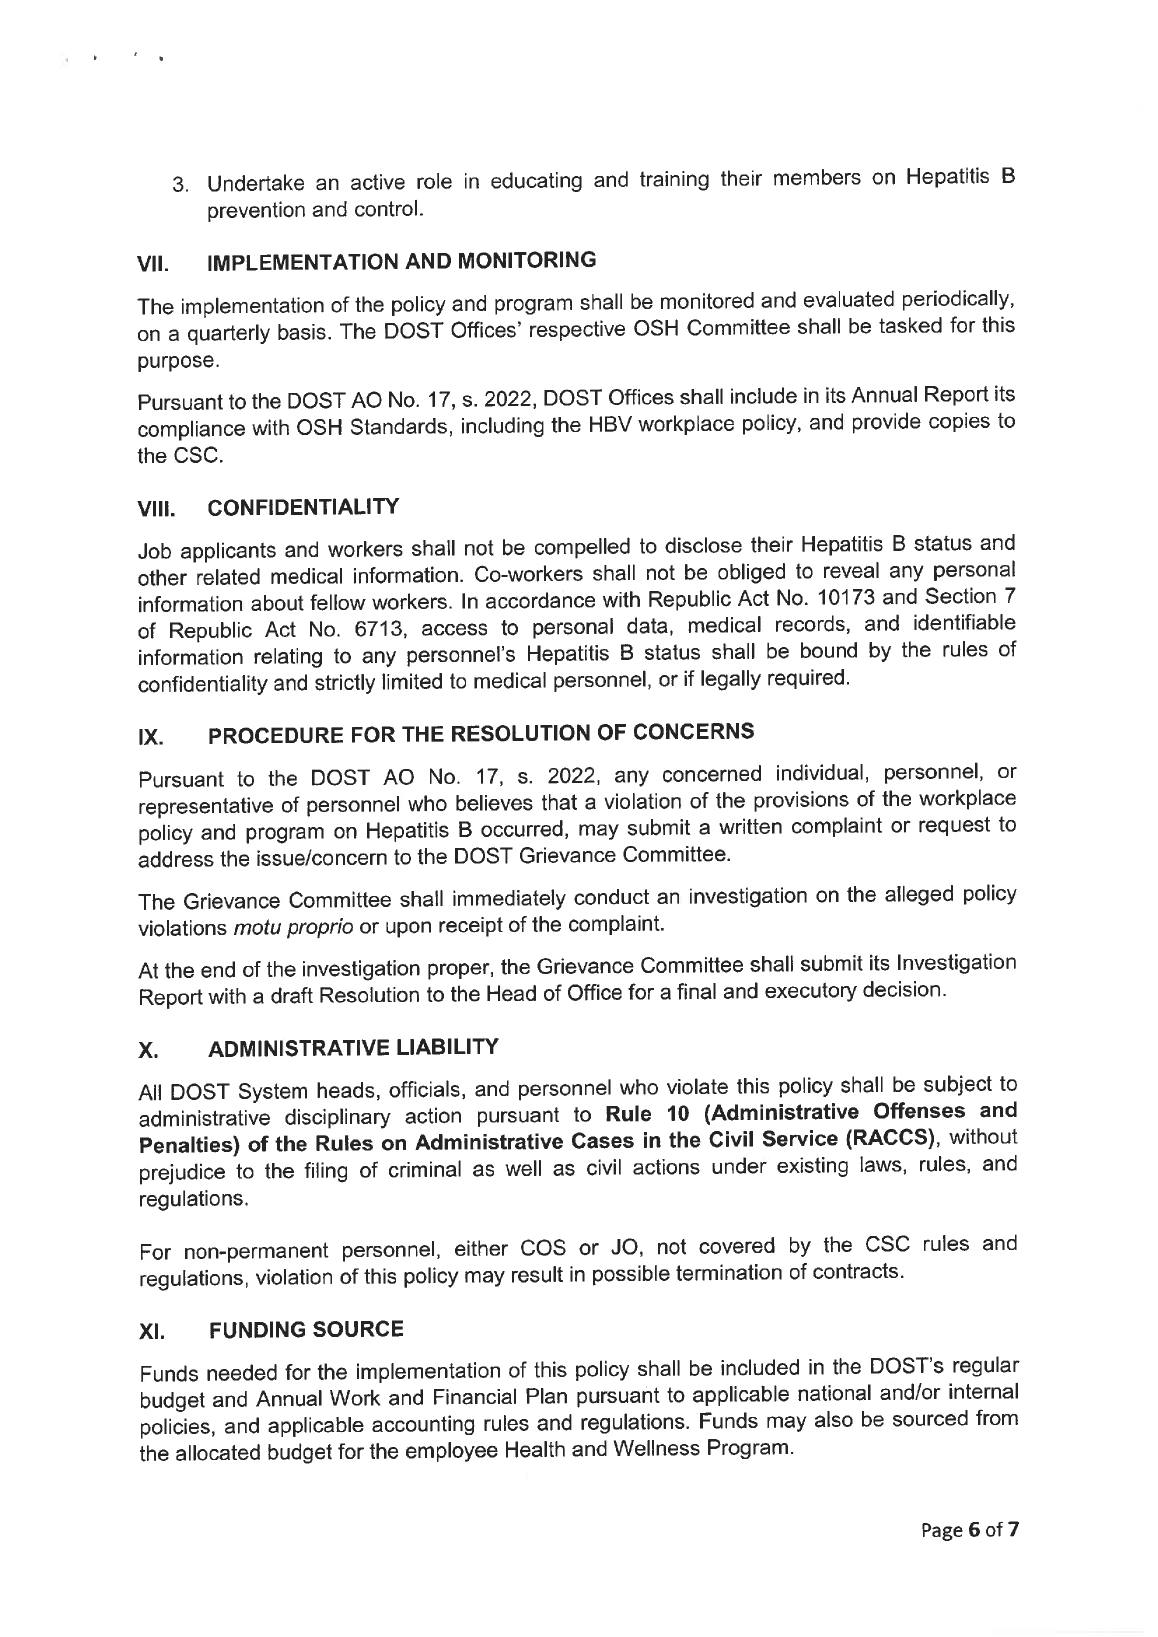 3. Undertake an active role in educating and training their members on Hepatitis B
prevention and control.
VII. IMPLEMENTATION AND MONITORING
The implementation of the policy and program shall be monitored and evaluated periodically,
on a quarterly basis. The DOST Offices' respective OSH Committee shall be tasked for this
purpose.
Pursuant to the DOST AO No. 17, s. 2022, DOST Offices shall include in its Annual Report its
compliance with OSH Standards, including the HBV workplace policy, and provide copies to
the CSC.
VIII. CONFIDENTIALITY
Job applicants and workers shall not be compelled to disclose their Hepatitis B status and
other related medical information. Co-workers shall not be obliged to reveal any personal
information about fellow workers. In accordance with Republic Act No. 10173 and Section 7
of Republic Act No. 6713, access to personal data, medical records, and identifiable
information relating to any personnel's Hepatitis B status shall be bound by the rules of
confidentiality and strictly limited to medical personnel, or if legally required.
IX. PROCEDURE FOR THE RESOLUTION OF CONCERNS
Pursuant to the DOST AO No. 17, s. 2022, any concerned individual, personnel, or
representative of personnel who believes that a violation of the provisions of the workplace
policy and program on Hepatitis B occurred, may submit a written complaint or request to
address the issue/concern to the DOST Grievance Committee.
The Grievance Committee shall immediately conduct an investigation on the alleged policy
violations motu proprio or upon receipt of the complaint.
At the end of the investigation proper, the Grievance Committee shall submit its Investigation
Report with a draft Resolution to the Head of Office for a final and executory decision.
X. ADMINISTRATIVE LIABILITY
All DOST System heads, officials, and personnel who violate this policy shall be subject to
administrative disciplinary action pursuant to Rule 10 (Administrative Offenses and
Penalties) of the Rules on Administrative Cases in the Civil Service (RACCS), without
prejudice to the filing of criminal as well as civil actions under existing laws, rules, and
regulations.
For non-permanent personnel, either COS or JO, not covered by the CSC rules and
regulations, violation of this policy may result in possible termination of contracts.
XI. FUNDING SOURCE
Funds needed for the implementation of this policy shall be included in the DOST's regular
budget and Annual Work and Financial Plan pursuant to applicable national and/or internal
policies, and applicable accounting rules and regulations. Funds may also be sourced from
the allocated budget for the employee Health and Wellness Program.
Page 6 of 7